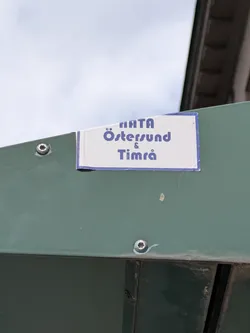 HATA
Östersund
&
Timrå